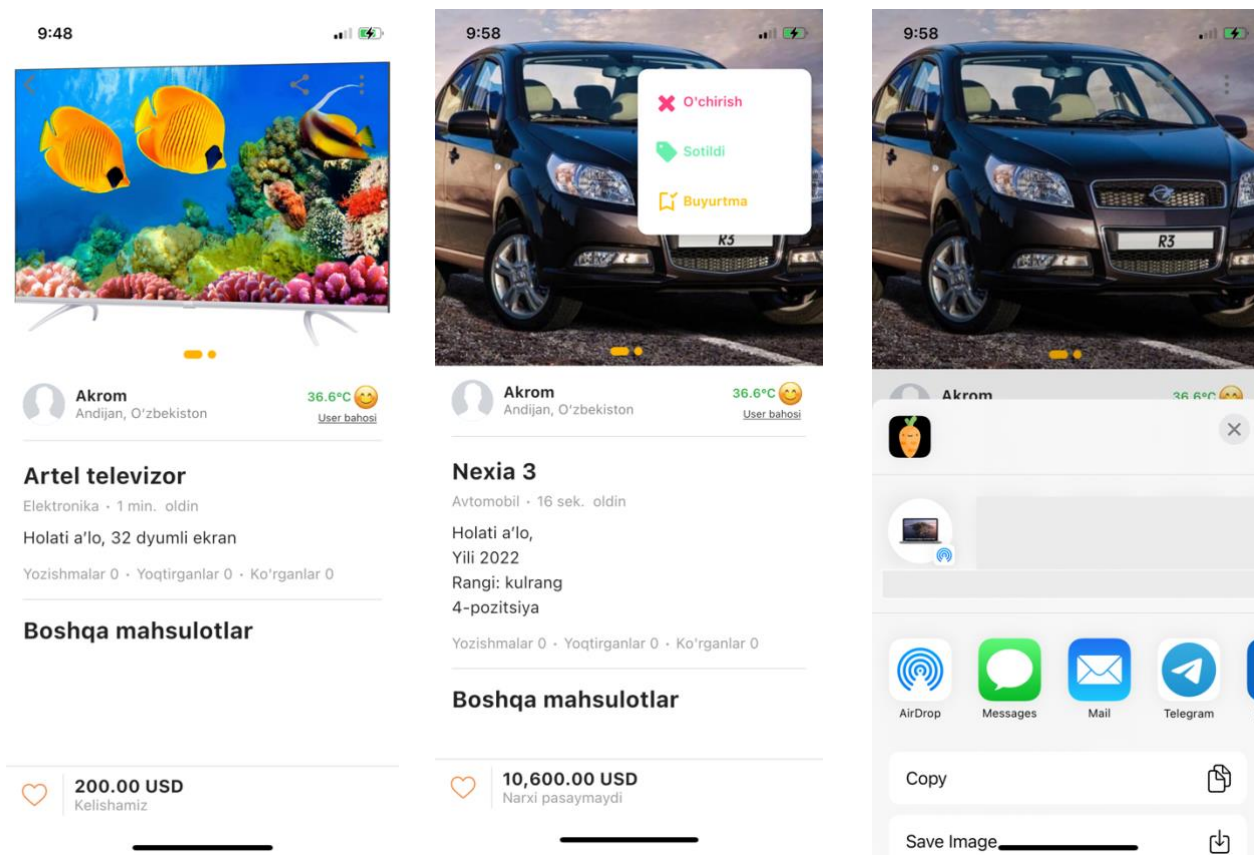 9:48
Akrom
Andijan, O'zbekiston
36.6°C
User bahosi
Artel televizor
Elektronika • 1 min. oldin
Holati a'lo, 32 dyumli ekran
Yozishmalar 0 • Yoqtirganlar 0 • Ko'rganlar 0
Boshqa mahsulotlar
200.00 USD
Kelishamiz
9:58
O'chirish
Sotildi
Buyurtma
R3
Akrom
Andijan, O'zbekiston
36.6°C
User bahosi
Nexia 3
Avtomobil • 16 sek. oldin
Holati a'lo,
Yili 2022
Rangi: kulrang
4-pozitsiya
Yozishmalar 0 • Yoqtirganlar 0 • Ko'rganlar 0
Boshqa mahsulotlar
10,600.00 USD
Narxi pasaymaydi
9:58
R3
Akrom
36.6°C
AirDrop
Messages
Mail
Telegram
Copy
Save Image